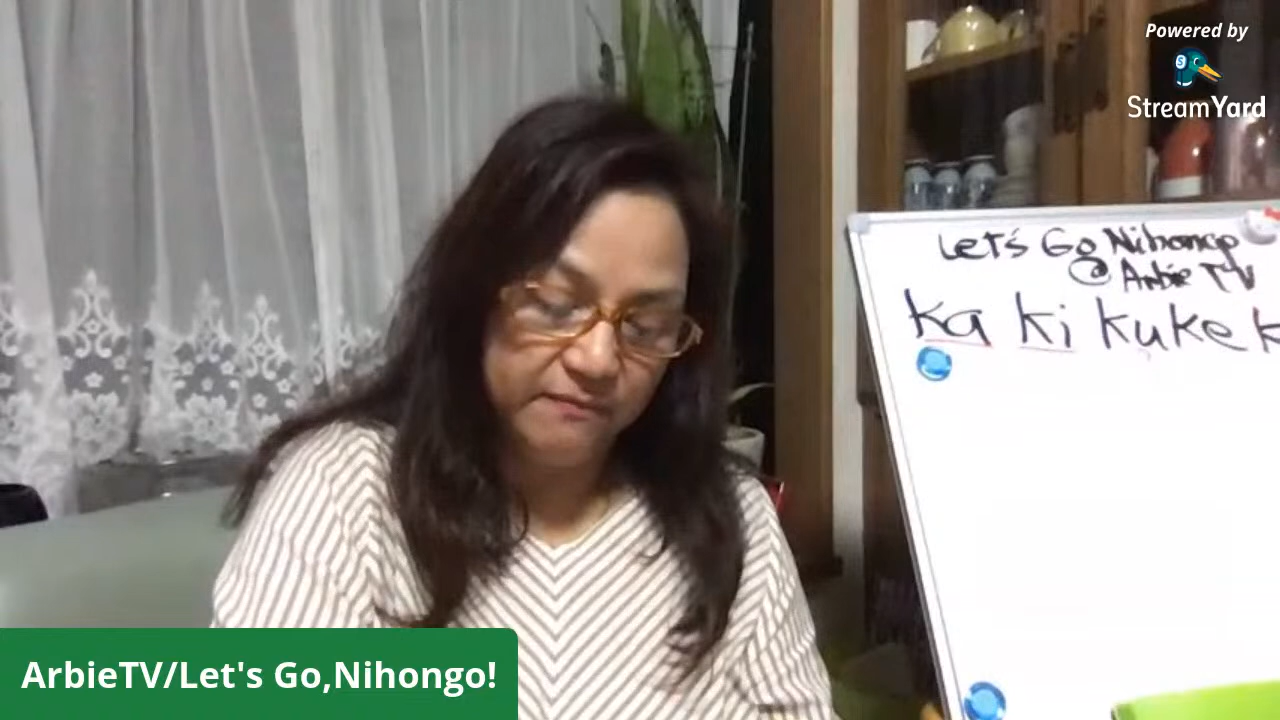 Powered by
StreamYard
Let's Go Nihongo
@ Arbie TV
ka ki ku ke k
ArbieTV/Let's Go,Nihongo!